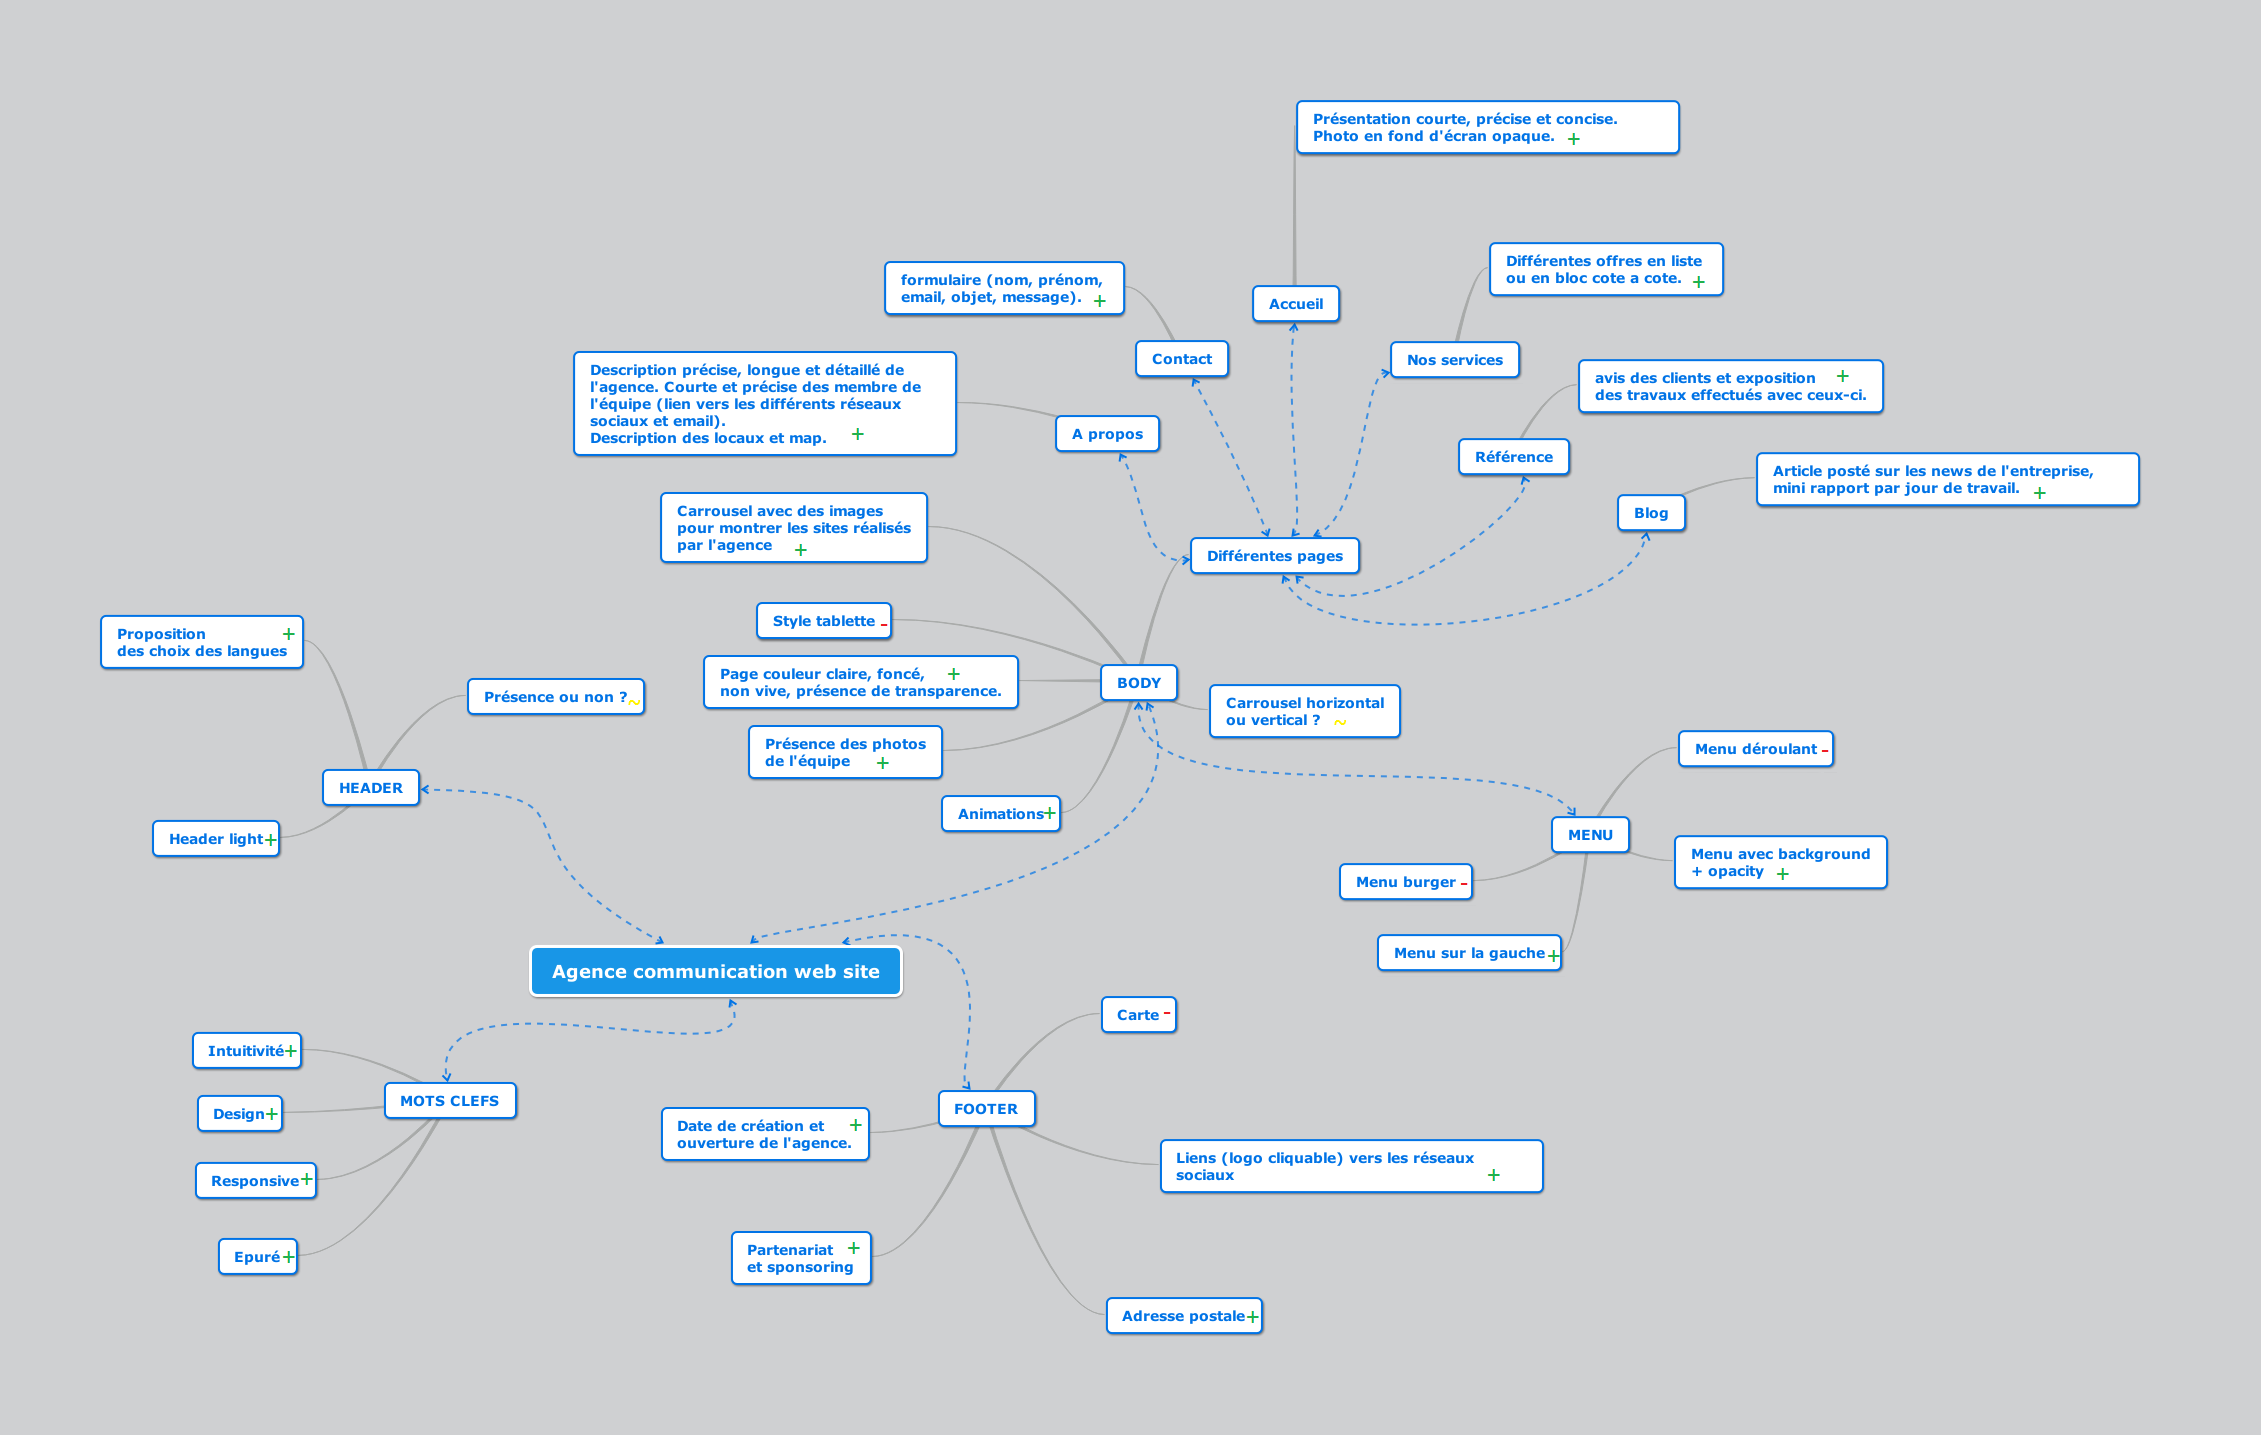 Présentation courte, précise et concise.
Photo en fond d'écran opaque. +
Différentes offres en liste
ou en bloc cote a cote. +
formulaire (nom, prénom,
email, objet, message). +
Accueil
Contact
Nos services
Description précise, longue et détaillé de
l'agence. Courte et précise des membre de
l'équipe (lien vers les différents réseaux
sociaux et email).
Description des locaux et map. +
avis des clients et exposition +
des travaux effectués avec ceux-ci.
A propos
Référence
Article posté sur les news de l'entreprise,
mini rapport par jour de travail. +
Blog
Carrousel avec des images
pour montrer les sites réalisés
par l'agence +
Différentes pages
Style tablette -
Proposition +
des choix des langues
Page couleur claire, foncé, +
non vive, présence de transparence.
BODY
Présence ou non ? ~
Carrousel horizontal
ou vertical ? ~
Présence des photos
de l'équipe +
Menu déroulant -
HEADER
Animations +
Header light +
MENU
Menu avec background
+ opacity +
Menu burger -
Menu sur la gauche +
Agence communication web site
Carte -
Intuitivité +
MOTS CLEFS
Design +
FOOTER
Date de création et +
ouverture de l'agence.
Liens (logo cliquable) vers les réseaux
sociaux +
Responsive +
Epuré +
Partenariat +
et sponsoring
Adresse postale +